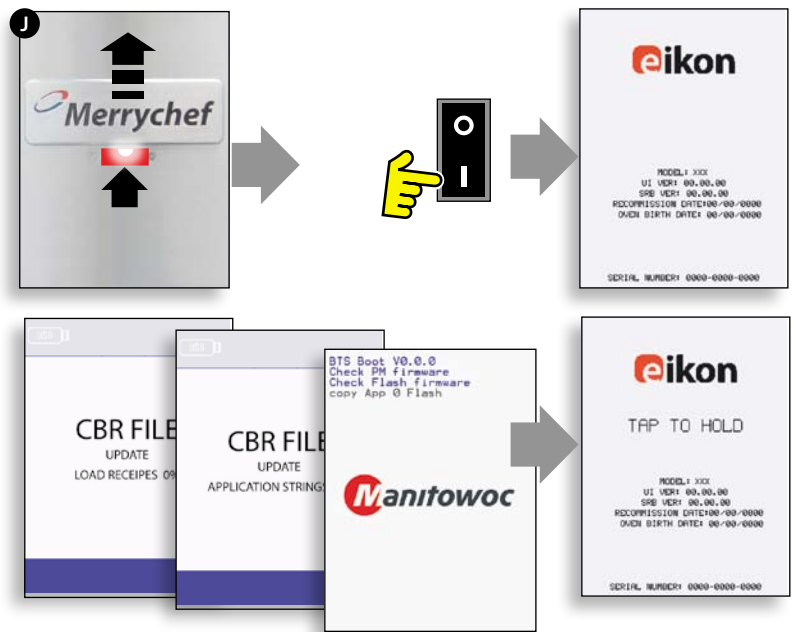 J
Merrychef
O
I
eikon
MODEL: XXX
UI VER: 00.00.00
SRB VER: 00.00.00
RECOMMISSION DATE:00/00/0000
OVEN BIRTH DATE: 00/00/0000
SERIAL NUMBER: 0000-0000-0000
CBR FILE
UPDATE
LOAD RECEIPES
CBR FILE
UPDATE
APPLICATION STRINGS
BTS Boot V0.0.0
Check PM firmware
Check Flash firmware
copy App 0 Flash
Manitowoc
eikon
TAP TO HOLD
MODEL: XXX
UI VER: 00.00.00
SRB VER: 00.00.00
RECOMMISSION DATE:00/00/0000
OVEN BIRTH DATE: 00/00/0000
SERIAL NUMBER: 0000-0000-0000